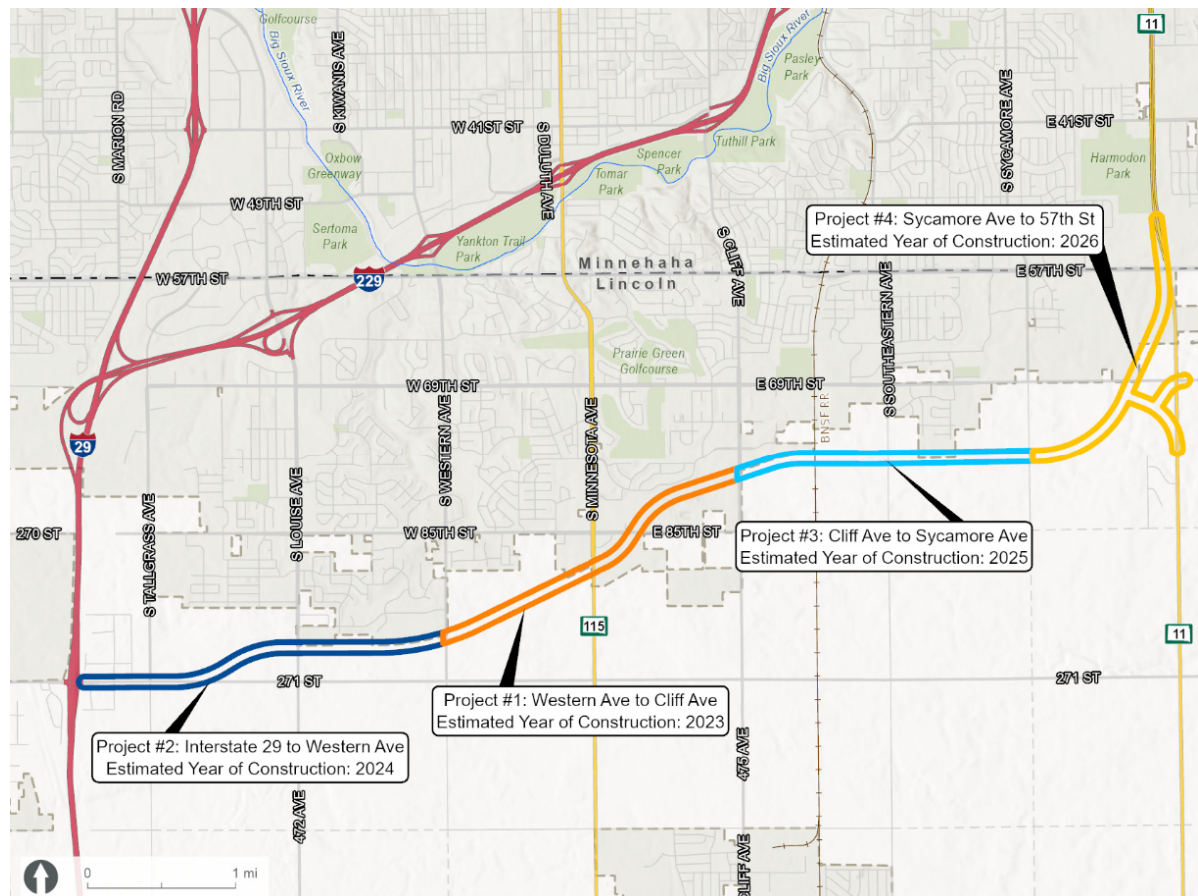 Golfcourse
Big Sioux River
S KIWANIS AVE
S MARION RD
Big Sioux River
Pasley
Park
11
W 41ST ST
S DULUTH AVE
S SYCAMORE AVE
E 41ST ST
Oxbow
Greenway
Spencer
Park
Tuthill Park
Tomar
Park
Harmodon
Park
W 49TH ST
Sertoma
Park
Yankton Trail
Park
S CLIFF AVE
Project #4: Sycamore Ave to 57th St
Estimated Year of Construction: 2026
W 57TH ST
229
Minnehaha
Lincoln
S SOUTHEASTERN AVE
E 57TH ST
Prairie Green
Golfcourse
W 69TH ST
E 69TH ST
29
S WESTERN AVE
S MINNESOTA AVE
BNSF RR
S LOUISE AVE
S TALLGRASS AVE
270 ST
W 85TH ST
E 85TH ST
Project #3: Cliff Ave to Sycamore Ave
Estimated Year of Construction: 2025
115
11
271 ST
271 ST
Project #1: Western Ave to Cliff Ave
Estimated Year of Construction: 2023
Project #2: Interstate 29 to Western Ave
Estimated Year of Construction: 2024
475 AVE
472 AVE
CLIFF AVE
0
1 mi